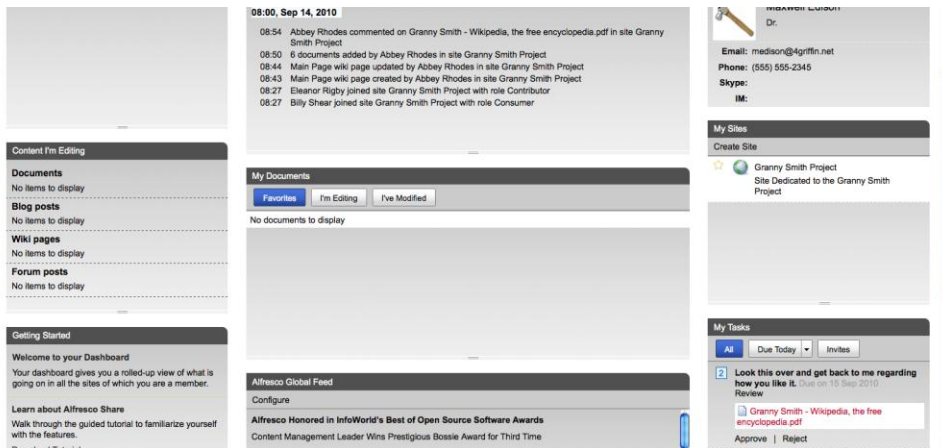 08:00, Sep 14, 2010
08:54 Abbey Rhodes commented on Granny Smith - Wikipedia, the free encyclopedia.pdf in site Granny
Smith Project
08:50 6 documents added by Abbey Rhodes in site Granny Smith Project
08:44 Main Page wiki page updated by Abbey Rhodes in site Granny Smith Project
08:43 Main Page wiki page created by Abbey Rhodes in site Granny Smith Project
08:27 Eleanor Rigby joined site Granny Smith Project with role Contributor
08:27 Billy Shear joined site Granny Smith Project with role Consumer
Maxwell Edison
Dr.
Email: medison@4griffin.net
Phone: (555) 555-2345
Skype:
IM:
Content I'm Editing
Documents
No items to display
Blog posts
No items to display
Wiki pages
No items to display
Forum posts
No items to display
My Documents
Favorites I'm Editing I've Modified
No documents to display
My Sites
Create Site
Granny Smith Project
Site Dedicated to the Granny Smith
Project
Getting Started
Welcome to your Dashboard
Your dashboard gives you a rolled-up view of what is
going on in all the sites of which you are a member.
Learn about Alfresco Share
Walk through the guided tutorial to familiarize yourself
with the features.
Alfresco Global Feed
Configure
Alfresco Honored in InfoWorld's Best of Open Source Software Awards
Content Management Leader Wins Prestigious Bossie Award for Third Time
My Tasks
All Due Today Invites
2 Look this over and get back to me regarding
how you like it. Due on 15 Sep 2010
Review
Granny Smith - Wikipedia, the free
encyclopedia.pdf
Approve | Reject